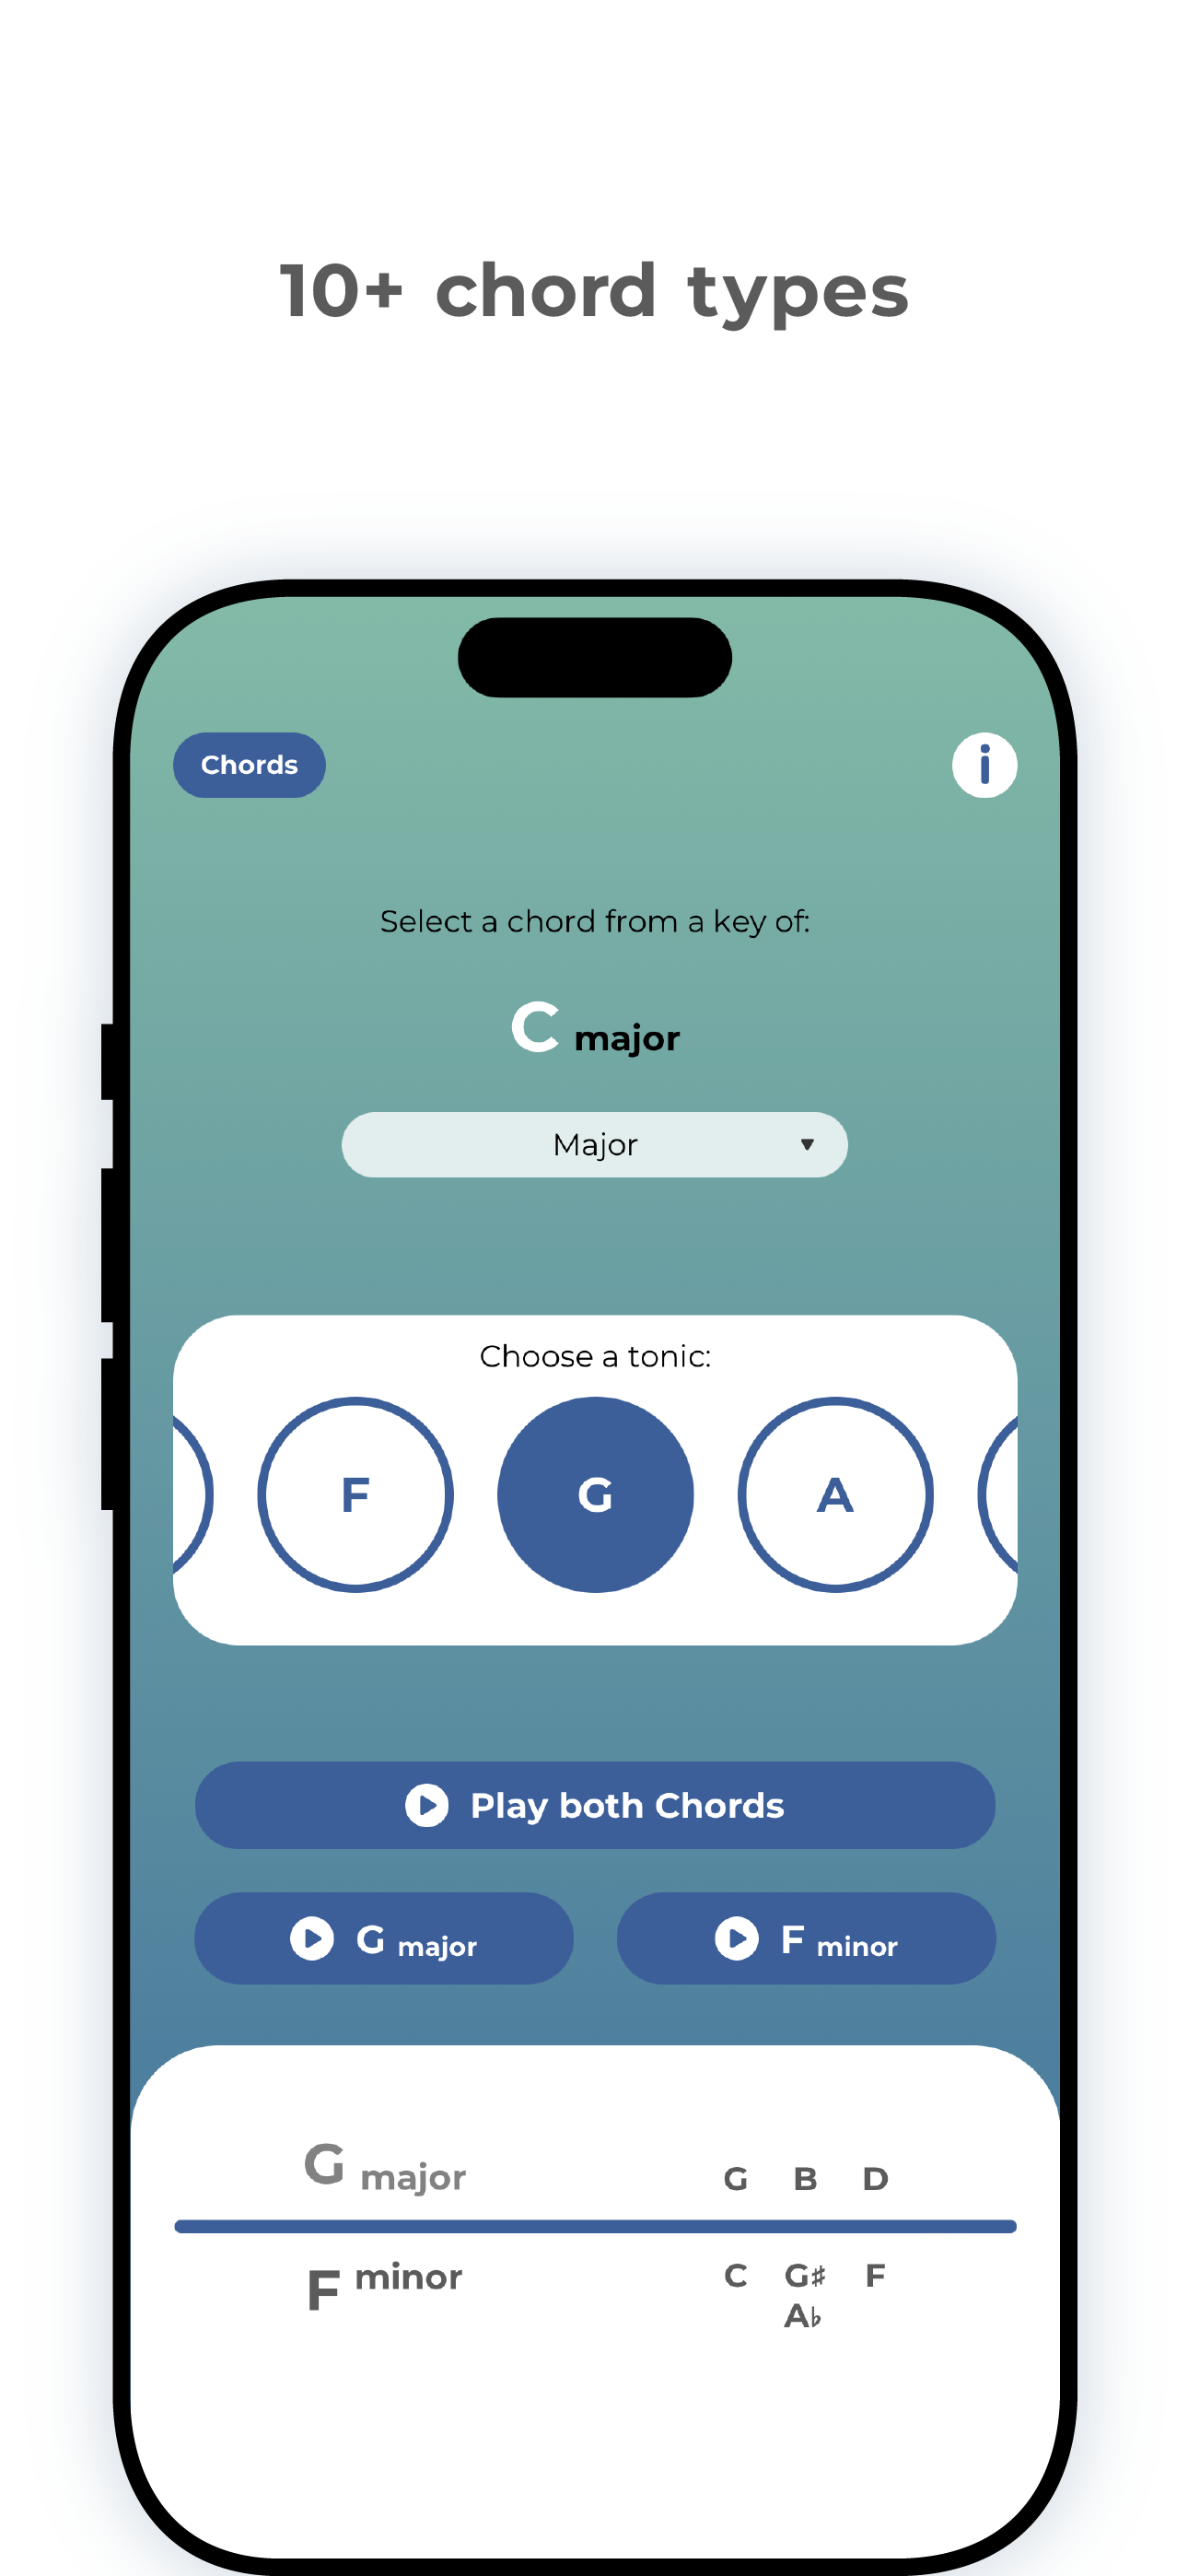 10+ chord types
Chords
i
Select a chord from a key of:
C major
Major
Choose a tonic:
F G A
Play both Chords
G major F minor
G major G B D
F minor C G♯ F
A♭